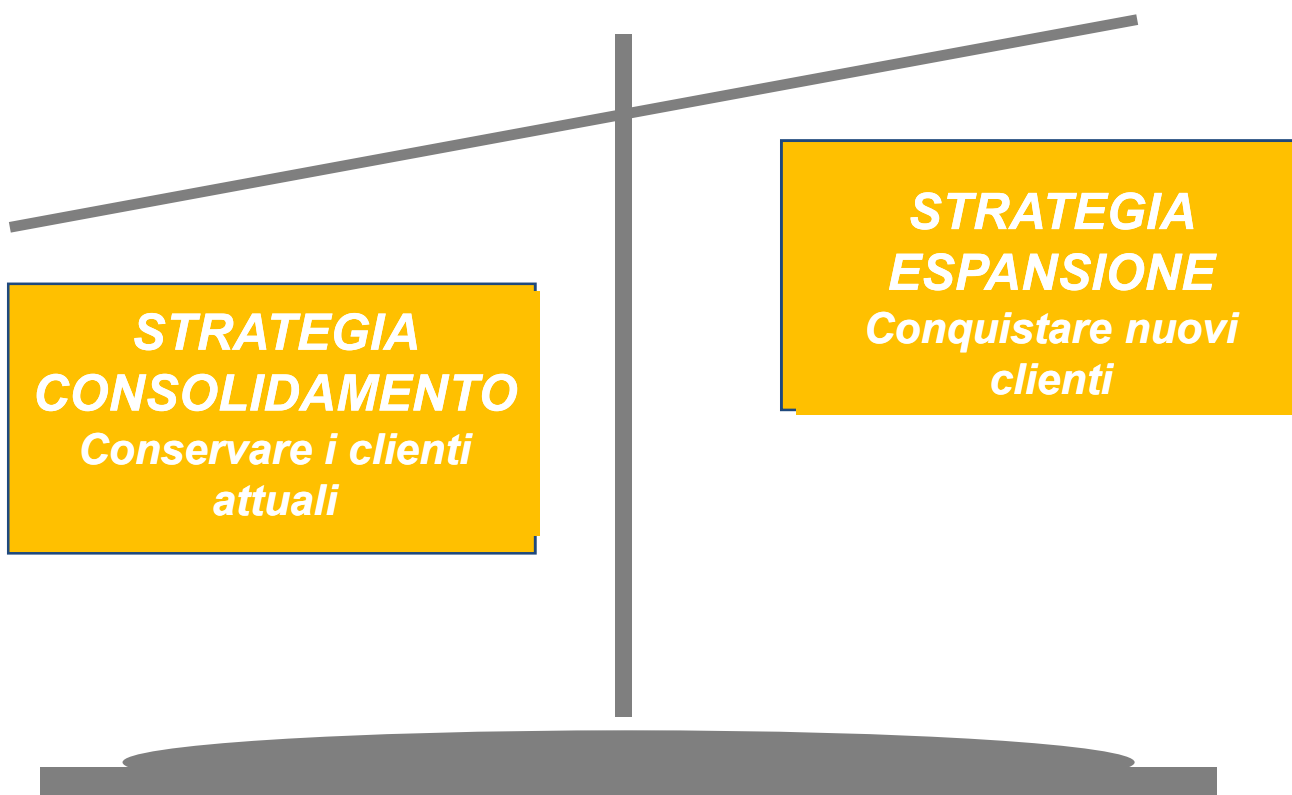 STRATEGIA
ESPANSIONE
Conquistare nuovi
clienti
STRATEGIA
CONSOLIDAMENTO
Conservare i clienti
attuali